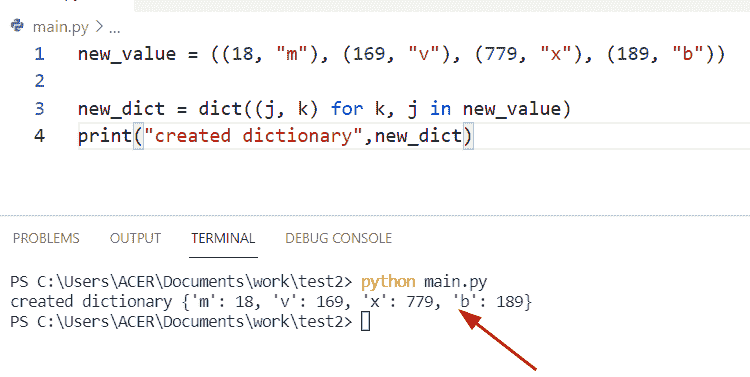 main.py > ...
1 new_value = ((18, "m"), (169, "v"), (779, "x"), (189, "b"))
2
3 new_dict = dict((j, k) for k, j in new_value)
4 print("created dictionary",new_dict)
PROBLEMS OUTPUT TERMINAL DEBUG CONSOLE
PS C:\Users\ACER\Documents\work\test2> python main.py
created dictionary {'m': 18, 'v': 169, 'x': 779, 'b': 189}
PS C:\Users\ACER\Documents\work\test2>